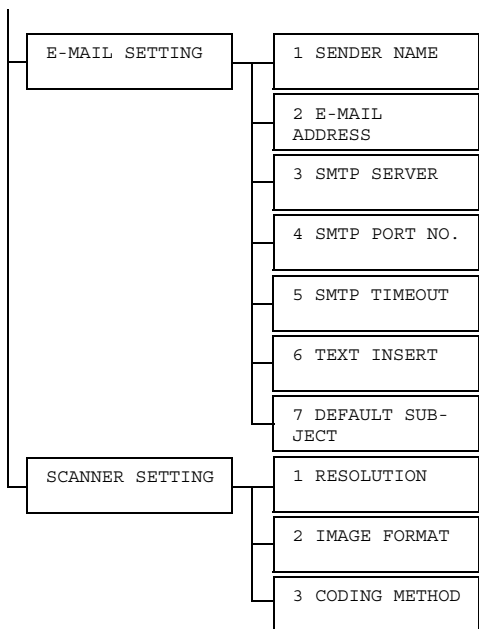 E-MAIL SETTING
1 SENDER NAME
2 E-MAIL
ADDRESS
3 SMTP SERVER
4 SMTP PORT NO.
5 SMTP TIMEOUT
6 TEXT INSERT
7 DEFAULT SUB-
JECT
SCANNER SETTING
1 RESOLUTION
2 IMAGE FORMAT
3 CODING METHOD